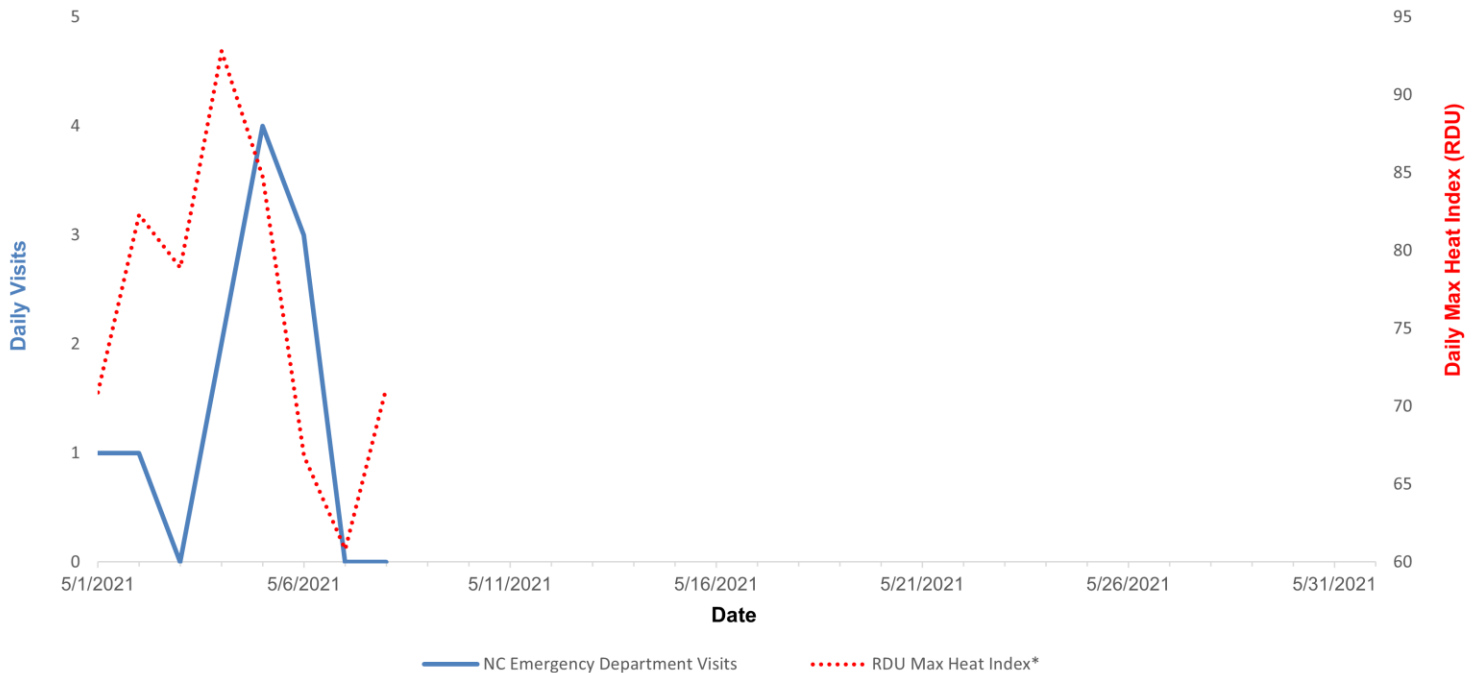 5
4
3
2
1
0
Daily Visits
95
90
85
80
75
70
65
60
Daily Max Heat Index (RDU)
5/1/2021 5/6/2021 5/11/2021 5/16/2021 5/21/2021 5/26/2021 5/31/2021
Date
NC Emergency Department Visits RDU Max Heat Index*